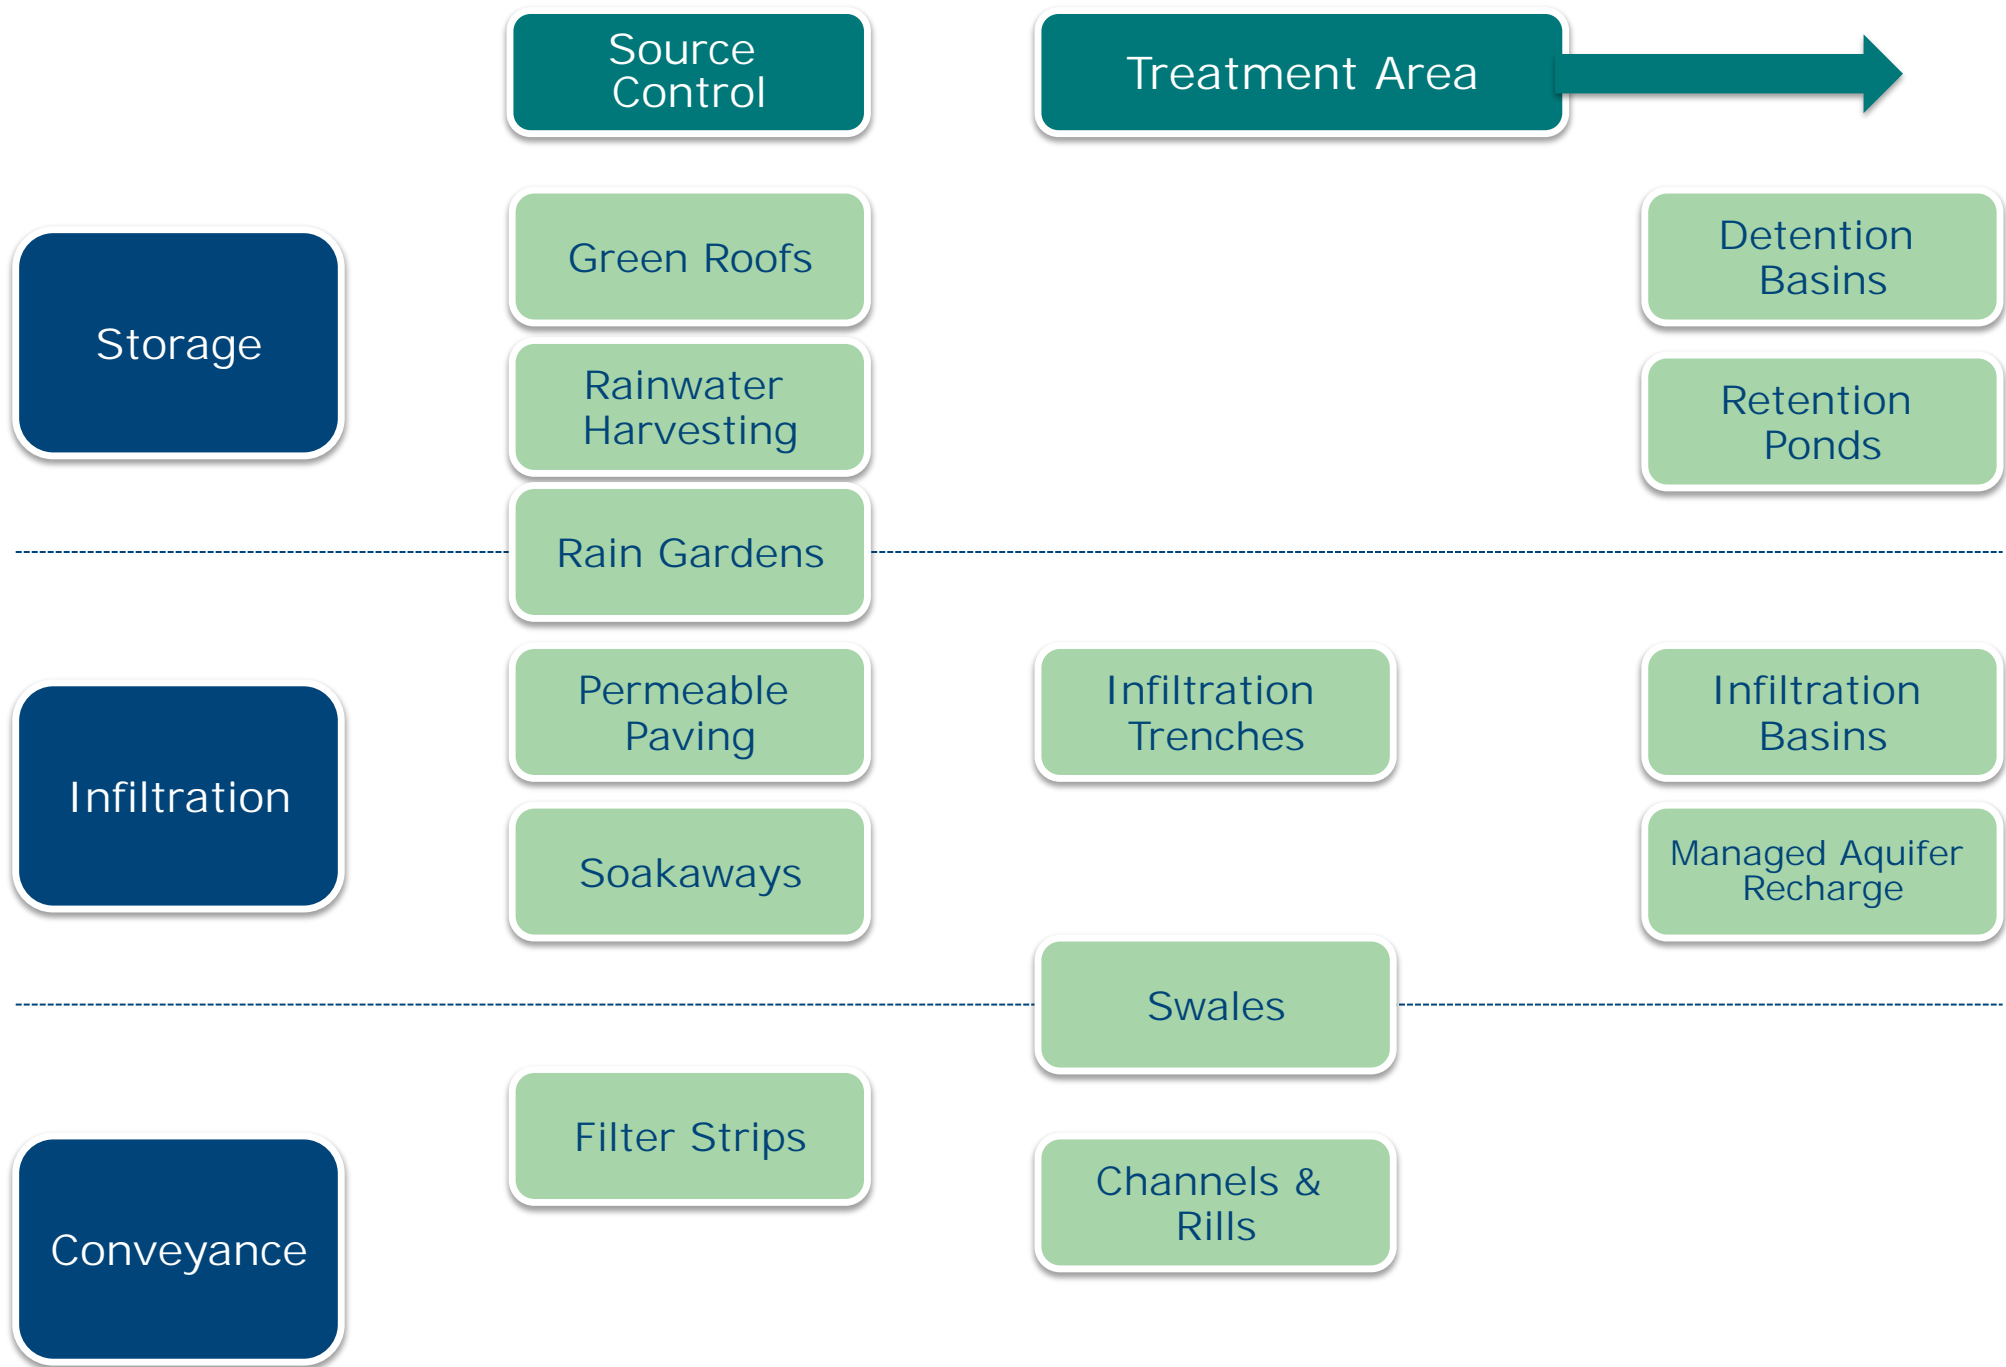 Source
Control
Treatment Area
Storage
Green Roofs
Detention
Basins
Rainwater
Harvesting
Retention
Ponds
Rain Gardens
Infiltration
Permeable
Paving
Infiltration
Trenches
Infiltration
Basins
Soakaways
Managed Aquifer
Recharge
Swales
Conveyance
Filter Strips
Channels &
Rills